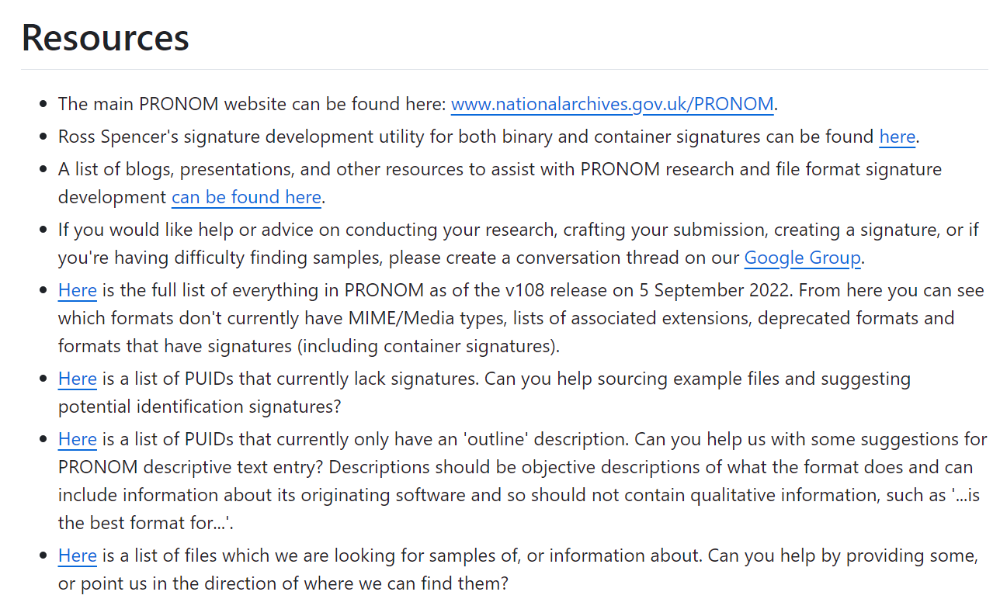 Resources
The main PRONOM website can be found here: www.nationalarchives.gov.uk/PRONOM.
Ross Spencer's signature development utility for both binary and container signatures can be found here.
A list of blogs, presentations, and other resources to assist with PRONOM research and file format signature
development can be found here.
If you would like help or advice on conducting your research, crafting your submission, creating a signature, or if
you're having difficulty finding samples, please create a conversation thread on our Google Group.
Here is the full list of everything in PRONOM as of the v108 release on 5 September 2022. From here you can see
which formats don't currently have MIME/Media types, lists of associated extensions, deprecated formats and
formats that have signatures (including container signatures).
Here is a list of PUIDs that currently lack signatures. Can you help sourcing example files and suggesting
potential identification signatures?
Here is a list of PUIDs that currently only have an 'outline' description. Can you help us with some suggestions for
PRONOM descriptive text entry? Descriptions should be objective descriptions of what the format does and can
include information about its originating software and so should not contain qualitative information, such as '...is
the best format for...'.
Here is a list of files which we are looking for samples of, or information about. Can you help by providing some,
or point us in the direction of where we can find them?